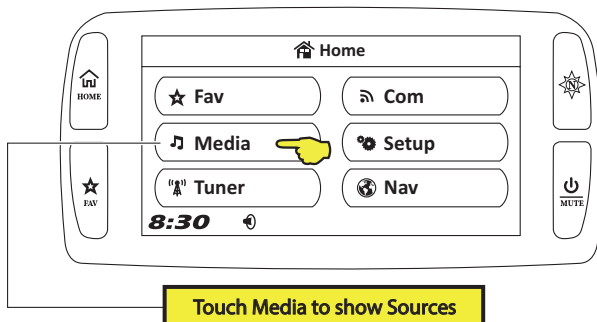 Home
HOME
Fav
Com
N
Media
Setup
FAV
Tuner
Nav
MUTE
8:30
Touch Media to show Sources